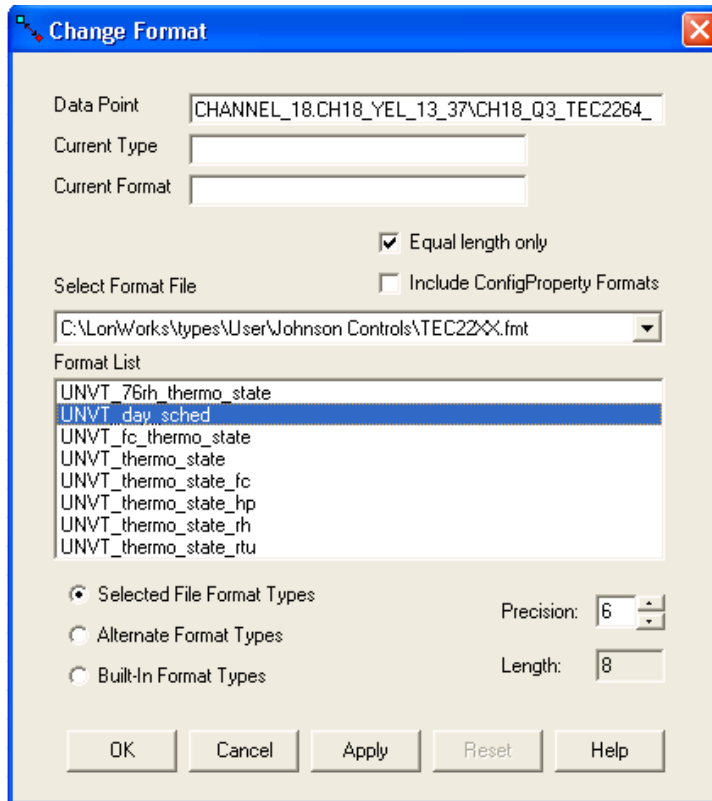 Change Format
Data Point CHANNEL_18.CH18_YEL_13_37\CH18_Q3_TEC2264_
Current Type
Current Format
Equal length only
Select Format File
Include ConfigProperty Formats
C:\LonWorks\types\User\Johnson Controls\TEC22XX.fmt
Format List
UNVT_76rh_thermo_state
UNVT_day_sched
UNVT_fc_thermo_state
UNVT_thermo_state
UNVT_thermo_state_fc
UNVT_thermo_state_hp
UNVT_thermo_state_rh
UNVT_thermo_state_rtu
Selected File Format Types
Precision: 6
Alternate Format Types
Length: 8
Built-In Format Types
OK Cancel Apply Reset Help